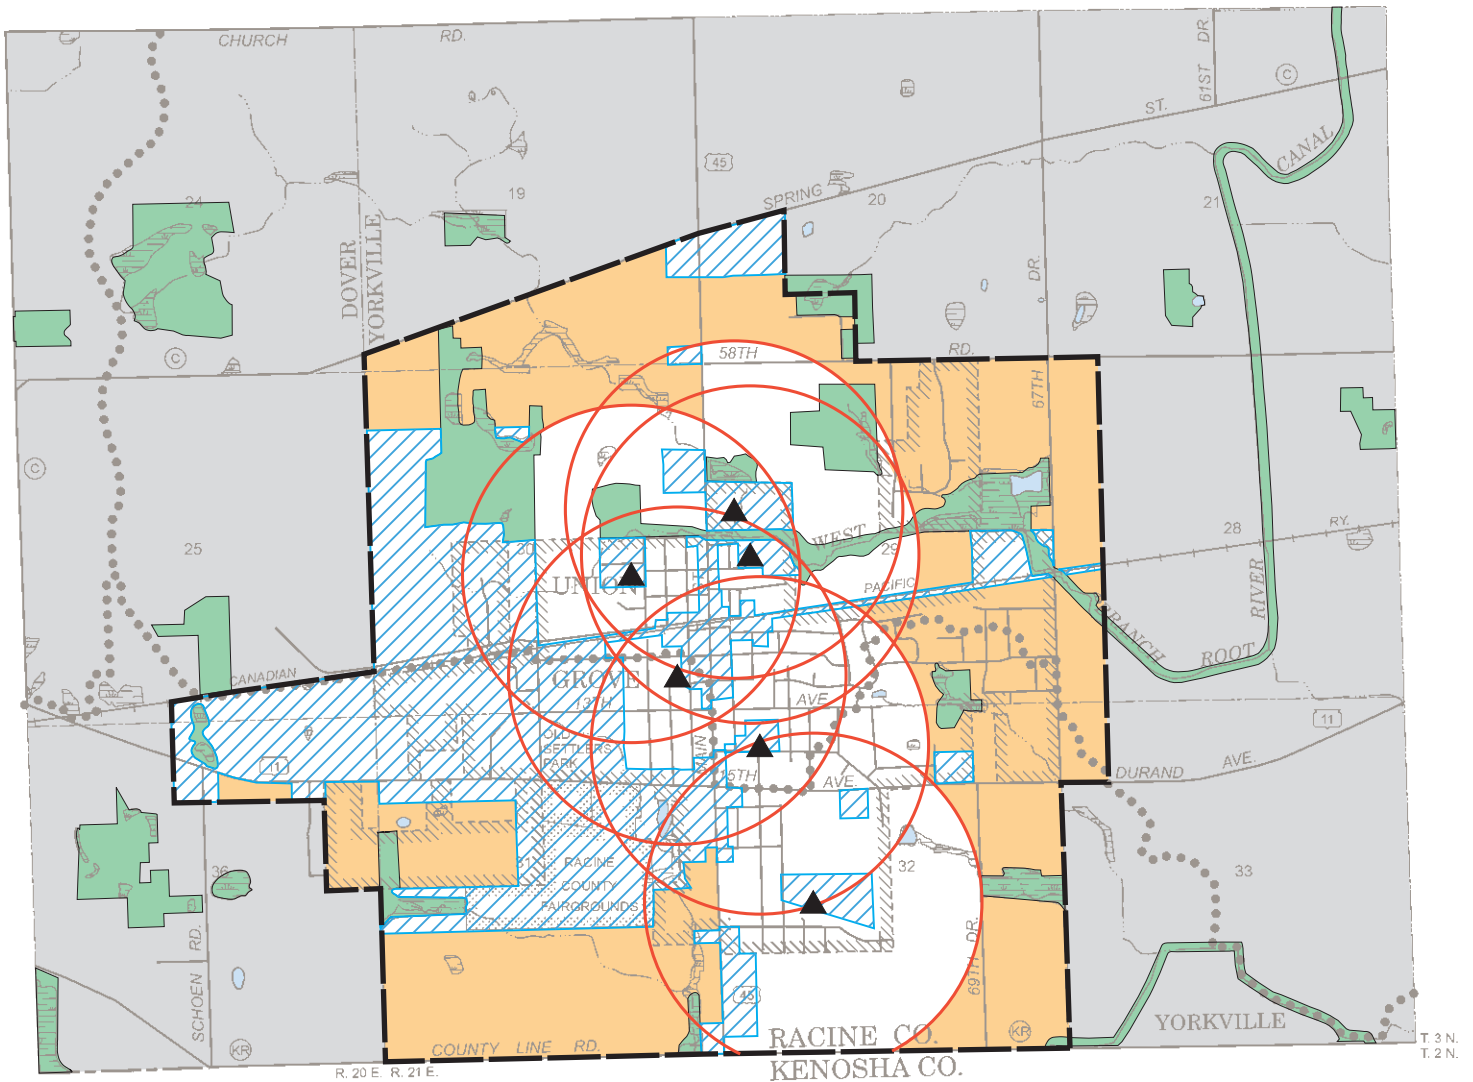 CHURCH RD.
61ST DR.
C
ST.
45
CANAL
SPRING
24
19
20
21
DOVER
YORKVILLE
DR.
C
58TH
RD.
67TH
C
25
30
WEST
29
28
RY.
UNION
PACIFIC
BRANCH
RIVER
ROOT
CANADIAN
GROVE
13TH
AVE
11
OLD
SETTLERS
PARK
MAIN
11
15TH
AVE.
DURAND AVE.
36
31
RACINE
COUNTY
FAIRGROUNDS
32
33
SCHOEN RD.
69TH DR.
45
KR
COUNTY LINE RD.
RACINE CO.
KENOSHA CO.
KR
YORKVILLE
R. 20 E. R. 21 E.
T. 3 N.
T. 2 N.